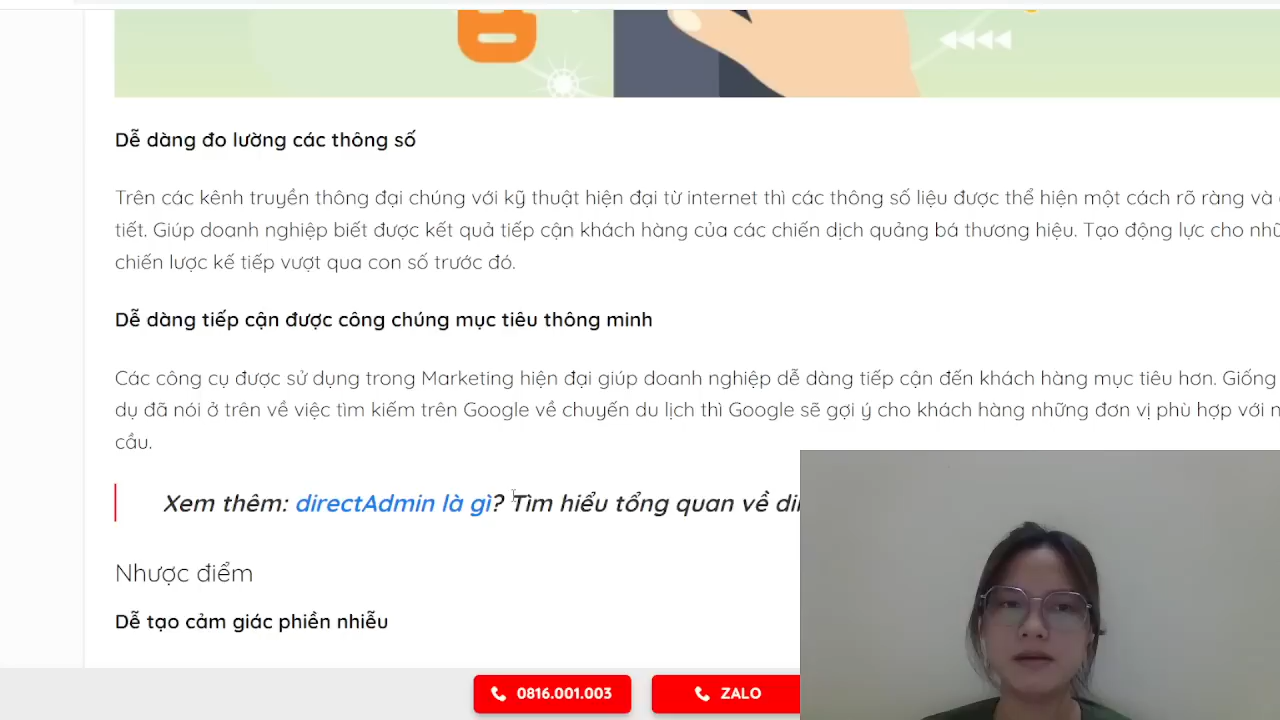 Dễ dàng đo lường các thông số
Trên các kênh truyền thông đại chúng với kỹ thuật hiện đại từ internet thì các thông số liệu được thể hiện một cách rõ ràng và
tiết. Giúp doanh nghiệp biết được kết quả tiếp cận khách hàng của các chiến dịch quảng bá thương hiệu. Tạo động lực cho
chiến lược kế tiếp vượt qua con số trước đó.
Dễ dàng tiếp cận được công chúng mục tiêu thông minh
Các công cụ được sử dụng trong Marketing hiện đại giúp doanh nghiệp dễ dàng tiếp cận đến khách hàng mục tiêu hơn. Giống
dụ đã nói ở trên về việc tìm kiếm trên Google về chuyến du lịch thì Google sẽ gợi ý cho khách hàng những đơn vị phù hợp với
cầu.
Xem thêm: directAdmin là gì? Tìm hiểu tổng quan về
Nhược điểm
Dễ tạo cảm giác phiền nhiễu
0816.001.003
ZALO